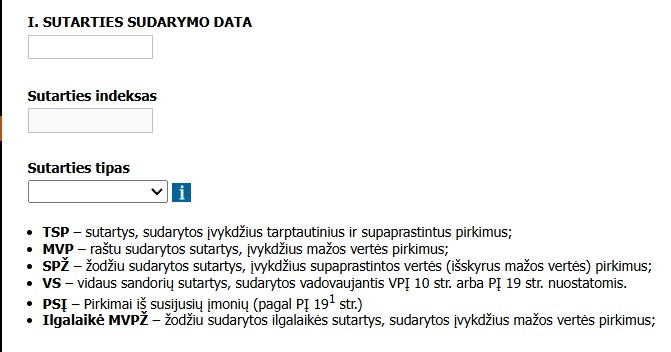 I. SUTARTIES SUDARYMO DATA
Sutarties indeksas
Sutarties tipas
i
• TSP – sutartys, sudarytos įvykdžius tarptautinius ir supaprastintus pirkimus;
• MVP – raštu sudarytos sutartys, įvykdžius mažos vertės pirkimus;
• SPŽ – žodžiu sudarytos sutartys, įvykdžius supaprastintos vertės (išskyrus mažos vertės) pirkimus;
• VS – vidaus sandorių sutartys, sudarytos vadovaujantis VPĮ 10 str. arba PĮ 19 str. nuostatomis.
• PSĮ – Pirkimai iš susijusių įmonių (pagal PĮ 19¹ str.)
• Ilgalaikė MVPŽ – žodžiu sudarytos ilgalaikės sutartys, sudarytos įvykdžius mažos vertės pirkimus;